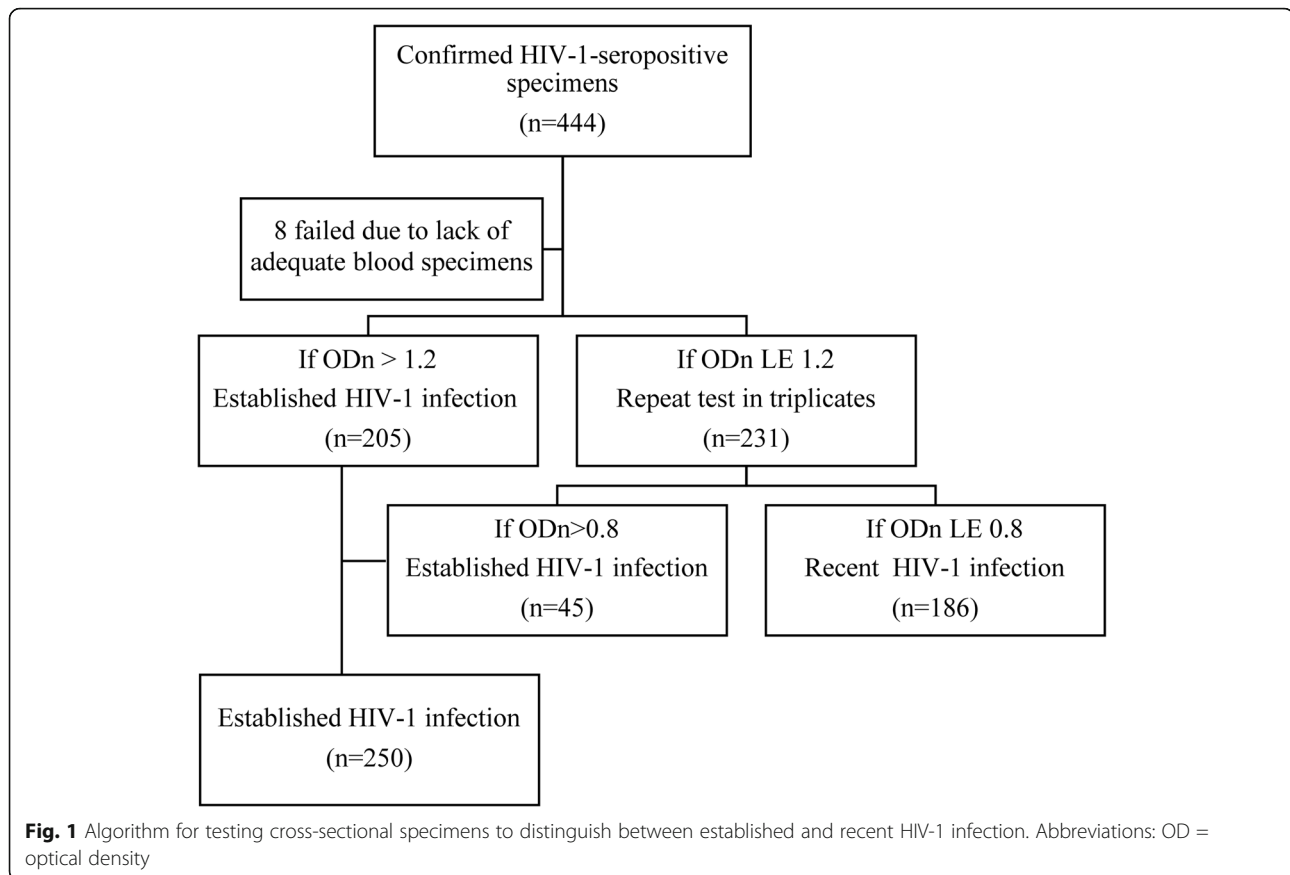 Confirmed HIV-1-seropositive
specimens
(n=444)
8 failed due to lack of
adequate blood specimens
If ODn > 1.2
Established HIV-1 infection
(n=205)
If ODn LE 1.2
Repeat test in triplicates
(n=231)
If ODn>0.8
Established HIV-1 infection
(n=45)
If ODn LE 0.8
Recent HIV-1 infection
(n=186)
Established HIV-1 infection
(n=250)
Fig. 1 Algorithm for testing cross-sectional specimens to distinguish between established and recent HIV-1 infection. Abbreviations: OD =
optical density